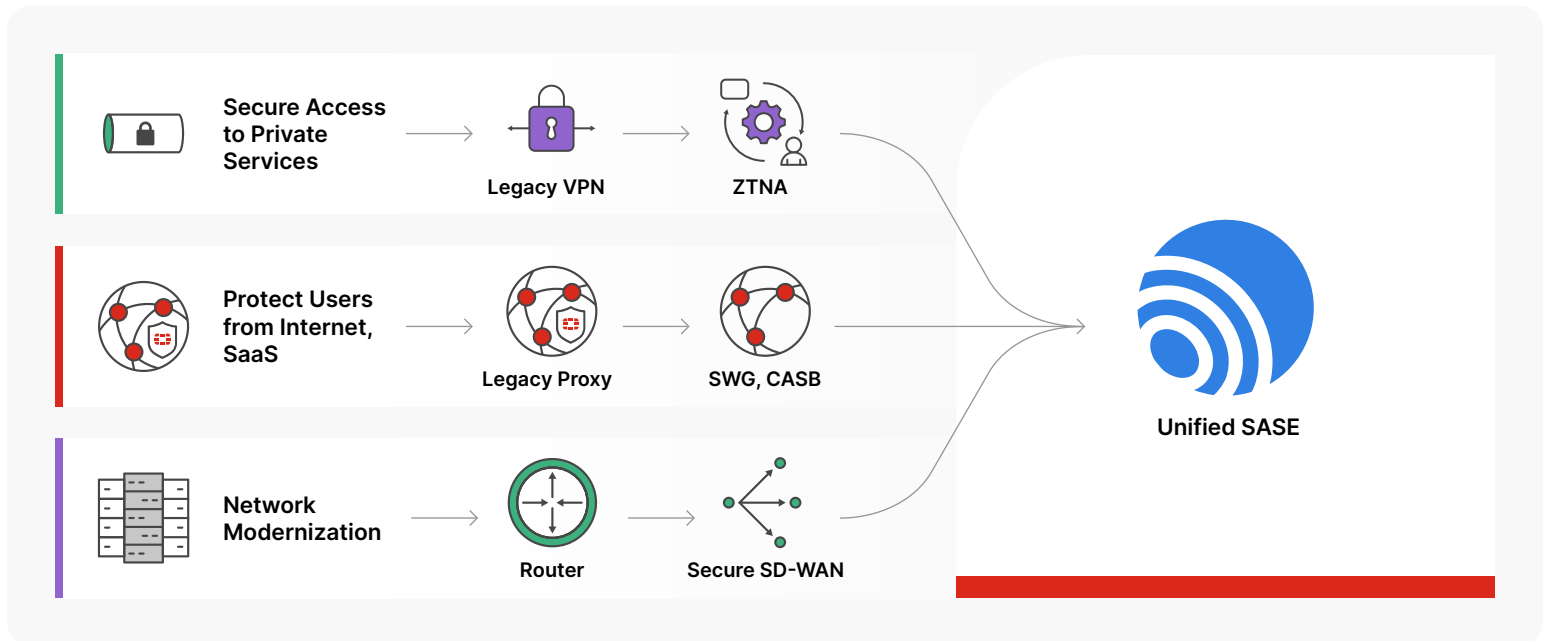 Secure Access
to Private
Services
Legacy VPN
ZTNA
Protect Users
from Internet,
SaaS
Legacy Proxy
SWG, CASB
Unified SASE
Network
Modernization
Router
Secure SD-WAN